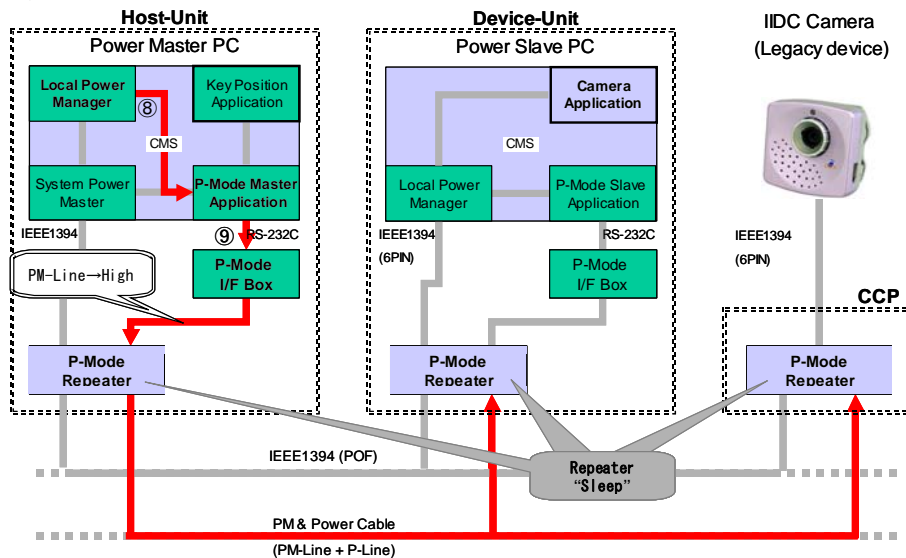 Host-Unit
Power Master PC
Local Power
Manager
⑧
Key Position
Application
CMS
System Power
Master
P-Mode Master
Application
IEEE1394
⑨
RS-232C
PM-Line→High
P-Mode
I/F Box
P-Mode
Repeater
Device-Unit
Power Slave PC
Camera
Application
CMS
Local Power
Manager
P-Mode Slave
Application
IEEE1394
(6PIN)
RS-232C
P-Mode
I/F Box
P-Mode
Repeater
IIDC Camera
(Legacy device)
IEEE1394
(6PIN)
CCP
P-Mode
Repeater
IEEE1394 (POF)
Repeater
“Sleep”
PM & Power Cable
(PM-Line + P-Line)